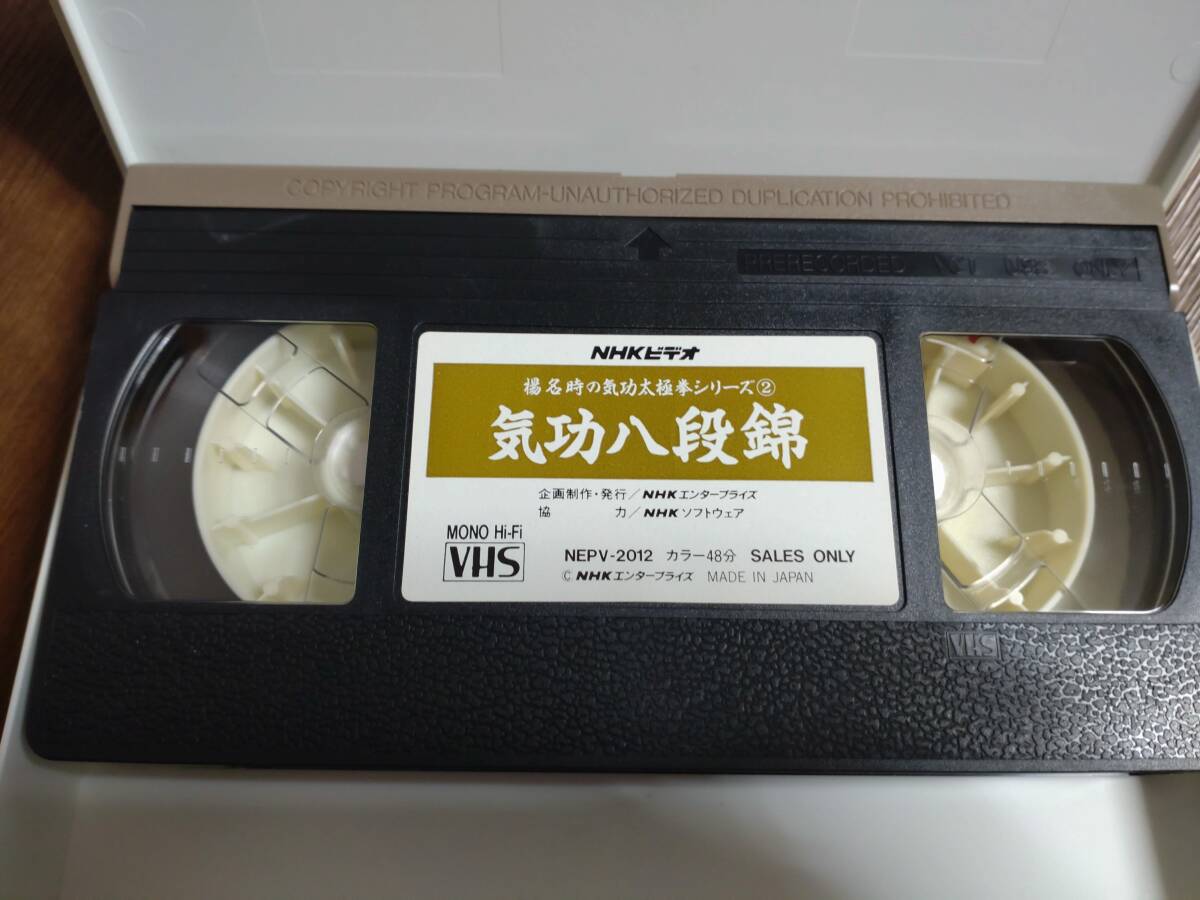 COPYRIGHT PROGRAM-UNAUTHORIZED DUPLICATION PROHIBITED
PRERECORDED ONLY
NHKビデオ
楊名時の気功太極拳シリーズ②
気功八段錦
企画制作・発行／NHKエンタープライズ
協力／NHKソフトウェア
MONO Hi-Fi
VHS
NEPV-2012 カラー48分 SALES ONLY
© NHKエンタープライズ MADE IN JAPAN
VHS